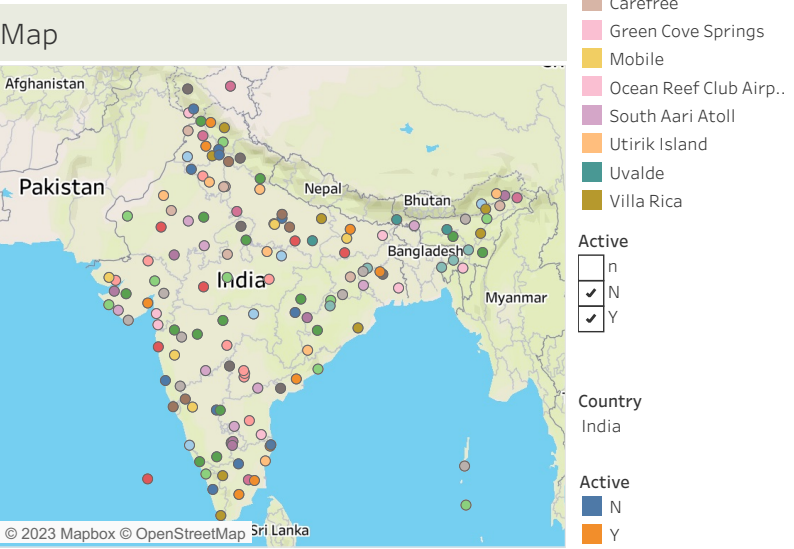 Map
Afghanistan
Pakistan
Nepal
Bhutan
Bangladesh
India
Myanmar
Sri Lanka
© 2023 Mapbox © OpenStreetMap
Carefree
Green Cove Springs
Mobile
Ocean Reef Club Airp..
South Aari Atoll
Utirik Island
Uvalde
Villa Rica
Active
n
N
Y
Country
India
Active
N
Y